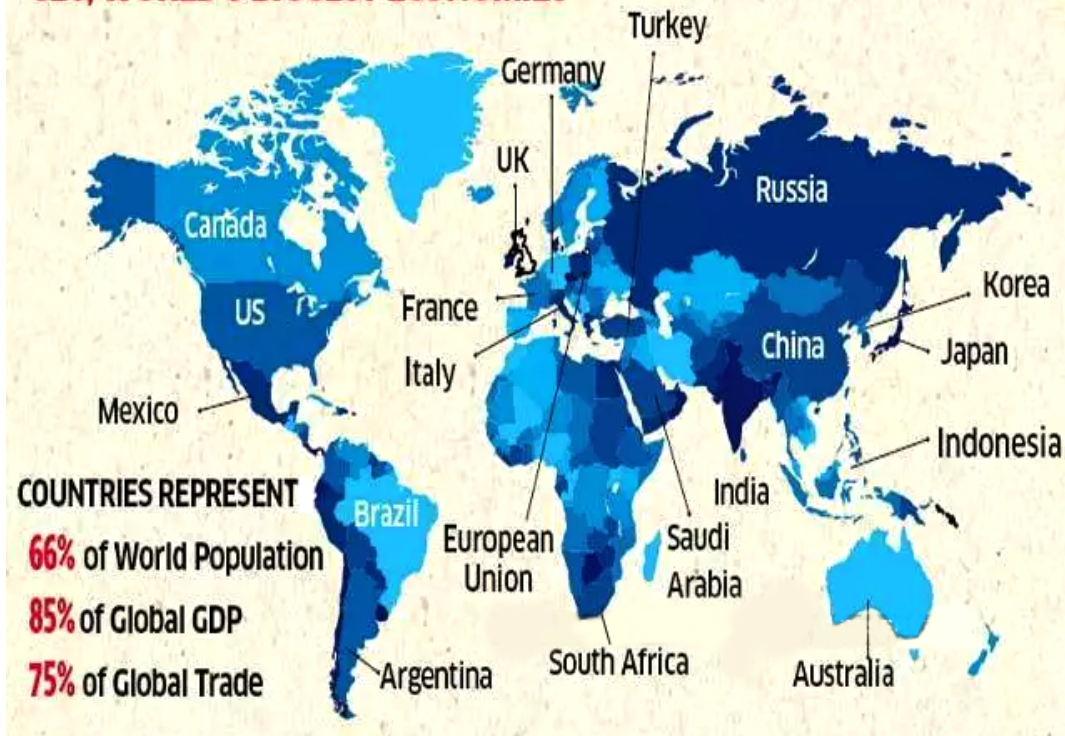 Turkey
Germany
UK
Russia
Canada
Korea
France
US
China
Japan
Italy
Mexico
Indonesia
COUNTRIES REPRESENT
India
Brazil
European
Union
Saudi
Arabia
66% of World Population
85% of Global GDP
South Africa
Australia
Argentina
75% of Global Trade